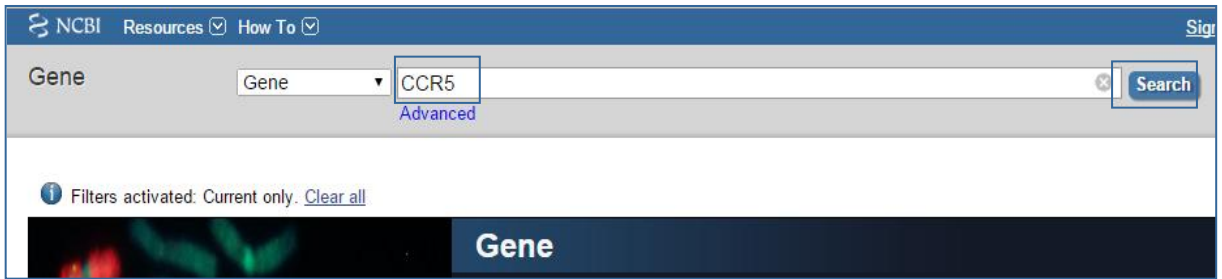 NCBI Resources How To Sign
Gene Gene CCR5 Search
Advanced
Filters activated: Current only. Clear all
Gene